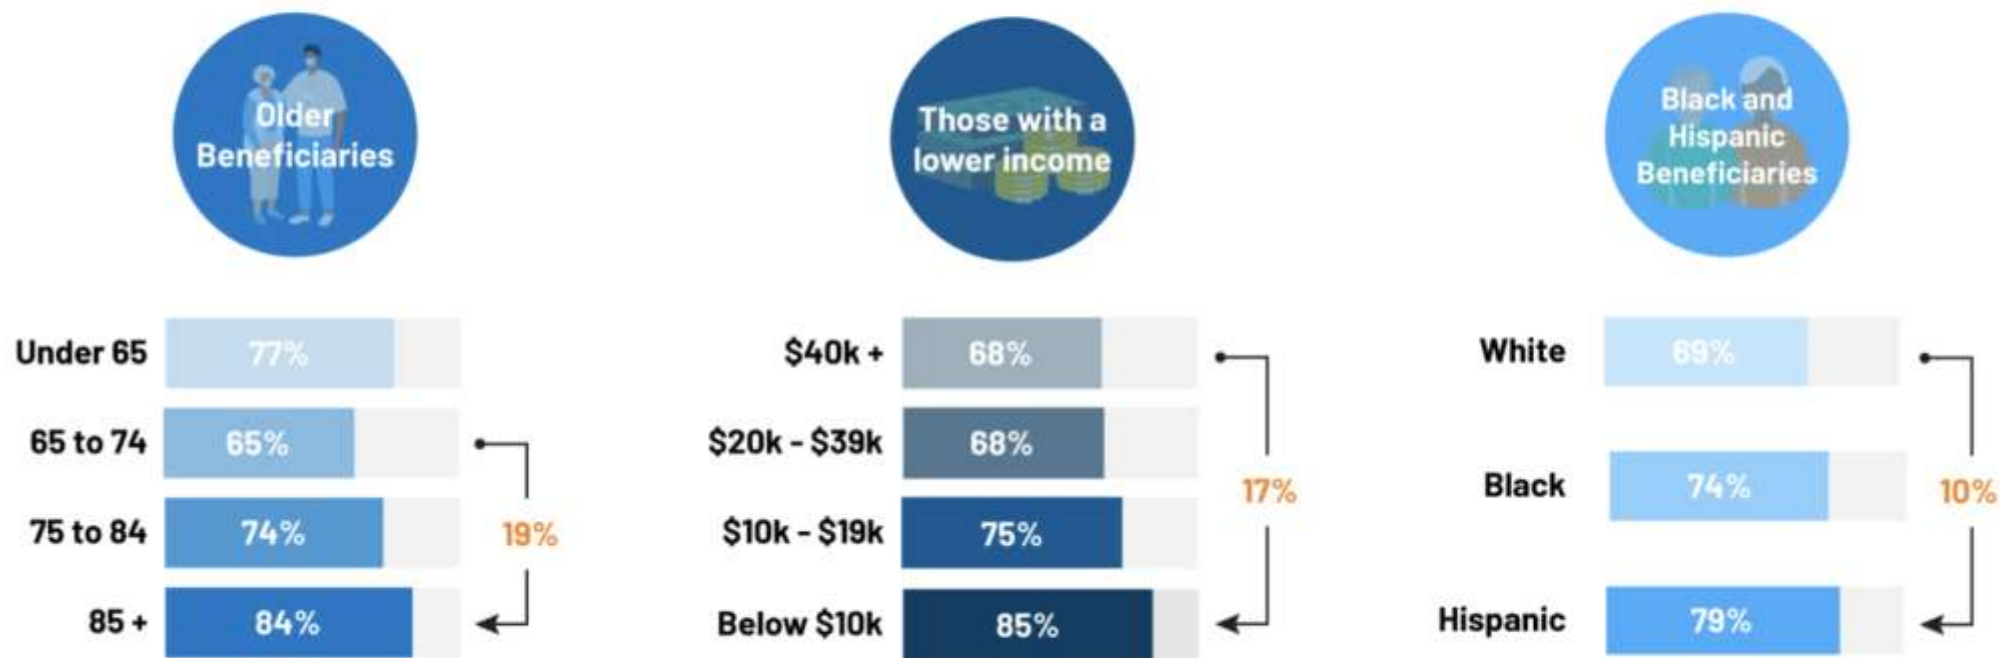 Older
Beneficiaries
Under 65 77%
65 to 74 65%
75 to 84 74%
85 + 84%
19%
Those with a
lower income
$40k + 68%
$20k - $39k 68%
$10k - $19k 75%
Below $10k 85%
17%
Black and
Hispanic
Beneficiaries
White 69%
Black 74%
Hispanic 79%
10%